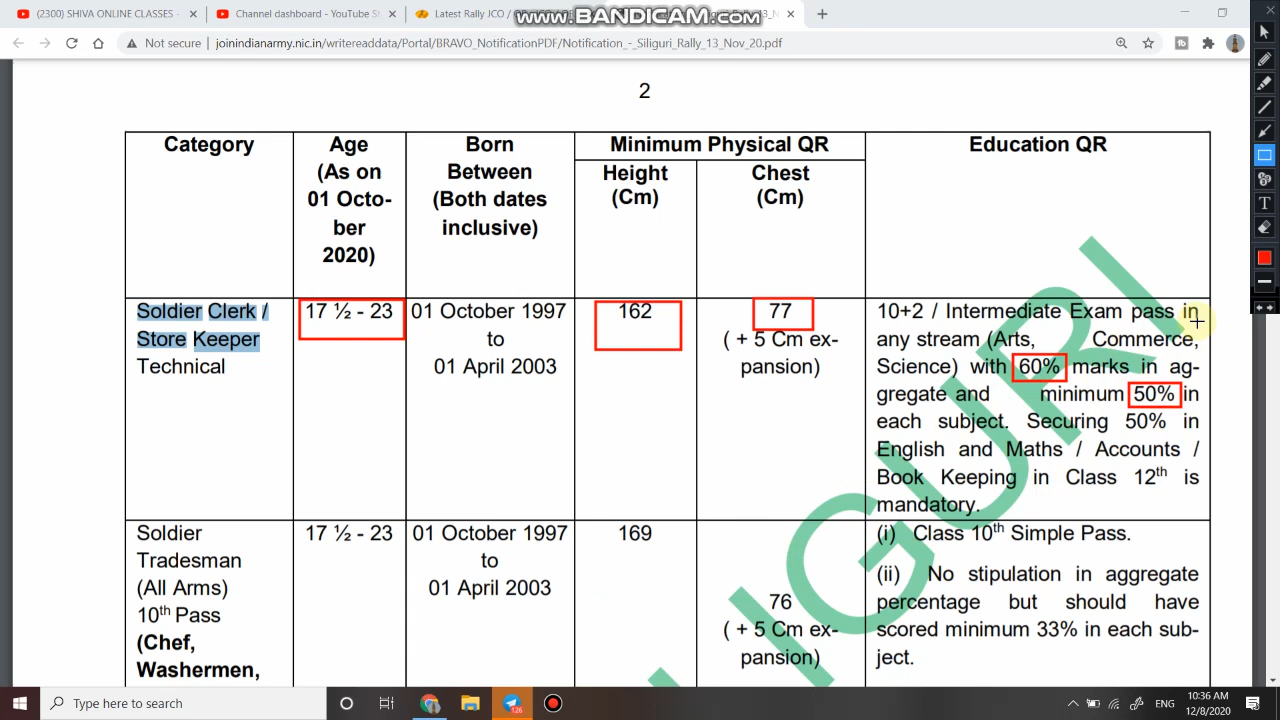 (2300) SHIVA ONLINE CLASSES -
Channel dashboard - YouTube St
Latest Rally JCO /
www.BANDICAM.com
Not secure
joinindianarmy.nic.in/writereaddata/Portal/BRAVO_NotificationPDF/Notification_-_Siliguri_Rally_13_Nov_20.pdf
2
Category
Age
(As on
01 Octo-
ber
2020)
Born
Between
(Both dates
inclusive)
Minimum Physical QR
Height
(Cm)
Chest
(Cm)
Education QR
Soldier Clerk /
Store Keeper
Technical
17 ½ - 23
01 October 1997
to
01 April 2003
162
77
( + 5 Cm ex-
pansion)
10+2 / Intermediate Exam pass in
any stream (Arts, Commerce,
Science) with 60% marks in ag-
gregate and minimum 50% in
each subject. Securing 50% in
English and Maths / Accounts /
Book Keeping in Class 12th is
mandatory.
Soldier
Tradesman
(All Arms)
10th Pass
(Chef,
Washermen,
17 ½ - 23
01 October 1997
to
01 April 2003
169
76
( + 5 Cm ex-
pansion)
(i) Class 10th Simple Pass.
(ii) No stipulation in aggregate
percentage but should have
scored minimum 33% in each sub-
ject.
IGURI
Type here to search
126
ENG
10:36 AM
12/8/2020